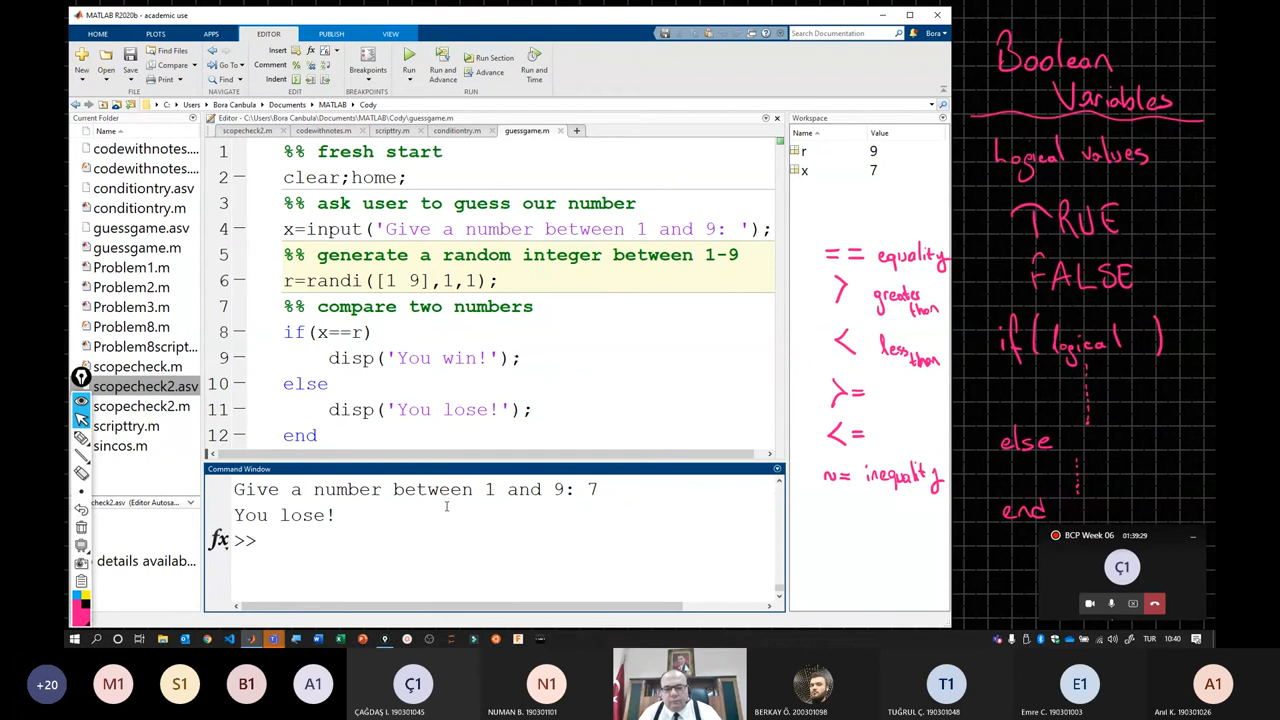 MATLAB R2020b - academic use
HOME PLOTS APPS EDITOR PUBLISH VIEW
Search Documentation
Bora
New Open Save
Find Files
Compare
Print
Go To
Find
Insert
Comment
Indent
Breakpoints
Run
Run and Advance
Run Section
Advance
Run and Time
FILE NAVIGATE EDIT BREAKPOINTS RUN
C: Users Bora Canbula Documents MATLAB Cody
Current Folder
Name
codewithnotes....
codewithnotes....
conditiontry.asv
conditiontry.m
guessgame.asv
guessgame.m
Problem1.m
Problem2.m
Problem3.m
Problem8.m
Problem8script...
scopecheck.m
scopecheck2.asv
scopecheck2.m
scripttry.m
sincos.m
check2.asv (Editor Autosa...
details availab...
Editor - C:\Users\Bora Canbula\Documents\MATLAB\Cody\guessgame.m
scopecheck2.m codewithnotes.m scripttry.m conditiontry.m guessgame.m
1 %% fresh start
2 clear;home;
3 %% ask user to guess our number
4 x=input('Give a number between 1 and 9: ');
5 %% generate a random integer between 1-9
6 r=randi([1 9],1,1);
7 %% compare two numbers
8 if(x==r)
9 disp('You win!');
10 else
11 disp('You lose!');
12 end
Command Window
Give a number between 1 and 9: 7
You lose!
fx >>
Workspace
Name Value
r 9
x 7
== equality
> greater than
< less than
>=
<=
~= inequality
Boolean
Variables
Logical values
TRUE
FALSE
if ( logical )
else
end
BCP Week 06 01:39:29
Ç1
TUR 10:40
+20 M1 S1 B1 A1 Ç1 N1 T1 E1 A1
ÇAĞDAŞ I. 190301045
NUMAN B. 190301101
BERKAY Ö. 200301098
TUĞRUL Ç. 190301048
Emre C. 190301003
Anıl K. 191301026